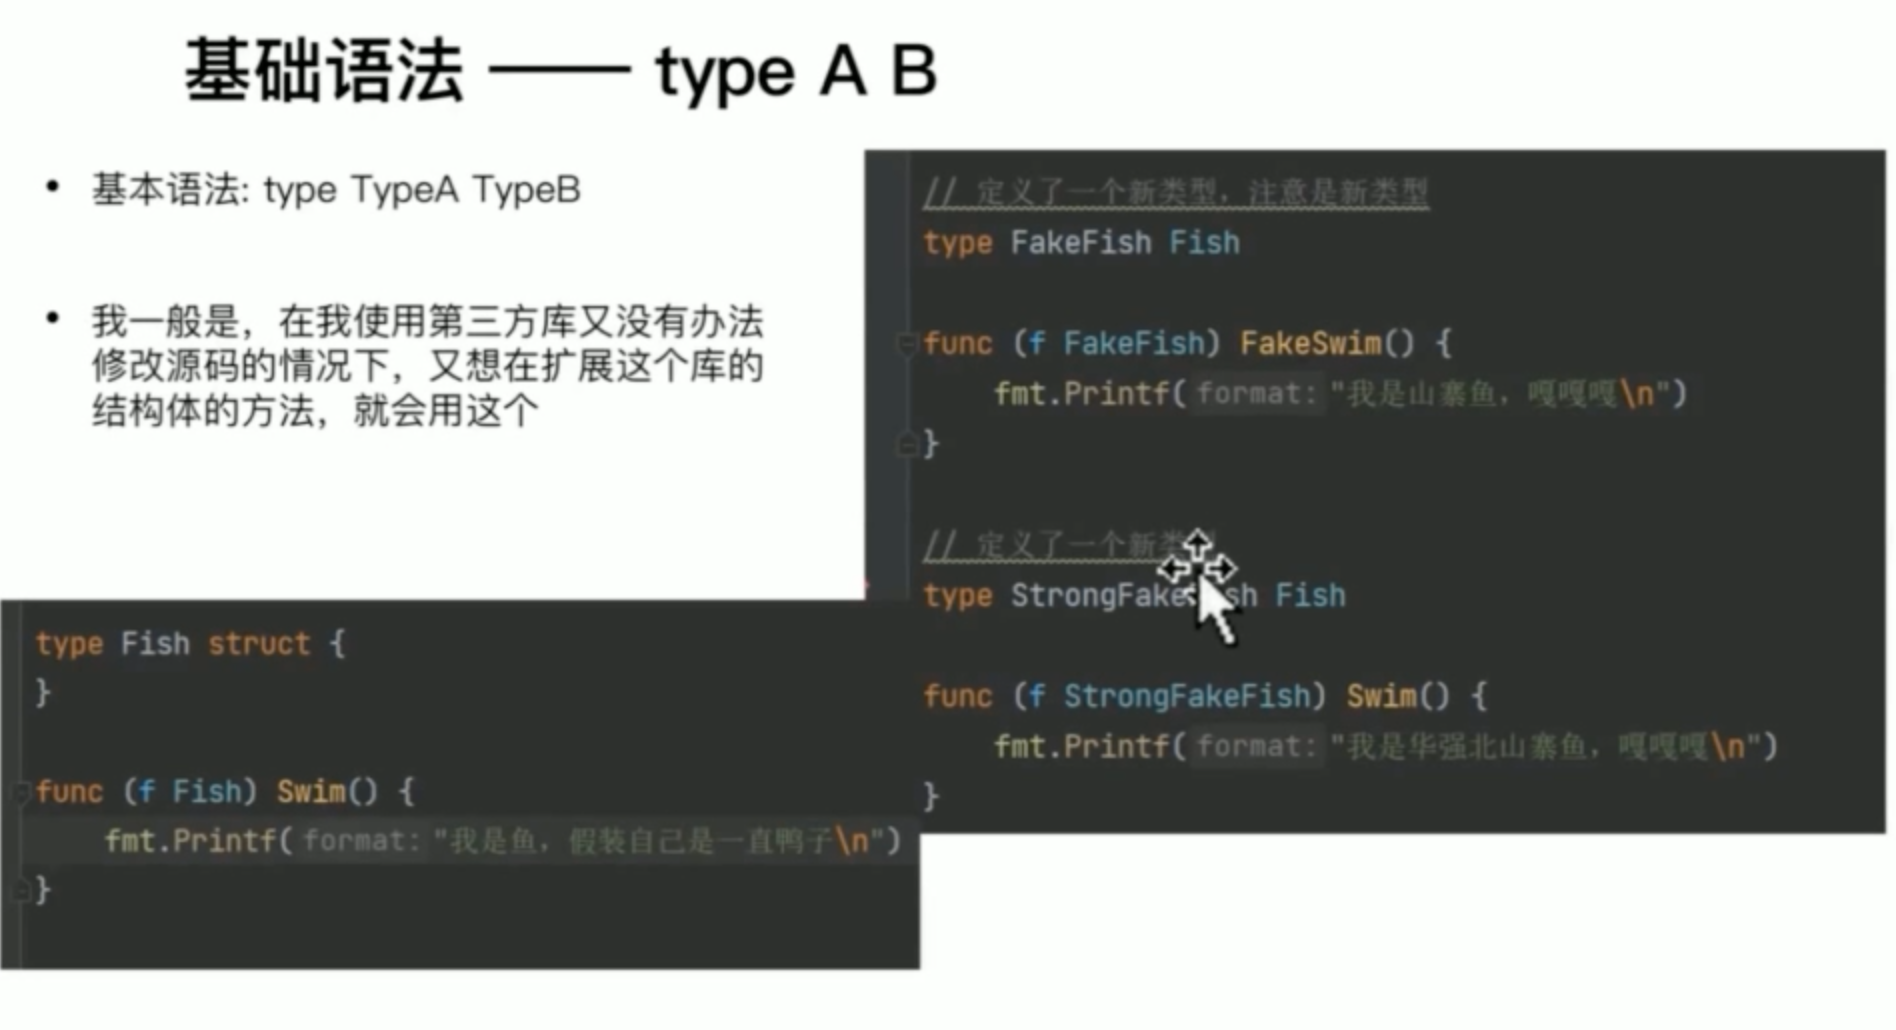 基础语法 —— type A B
• 基本语法: type TypeA TypeB
• 我一般是，在我使用第三方库又没有办法
修改源码的情况下，又想在扩展这个库的
结构体的方法，就会用这个
type Fish struct {
}
func (f Fish) Swim() {
fmt.Printf( format: "我是鱼，假装自己是一直鸭子\n")
}
// 定义了一个新类型，注意是新类型
type FakeFish Fish
func (f FakeFish) FakeSwim() {
fmt.Printf( format: "我是山寨鱼，嘎嘎嘎\n")
}
// 定义了一个新类型
type StrongFakeFish Fish
func (f StrongFakeFish) Swim() {
fmt.Printf( format: "我是华强北山寨鱼，嘎嘎嘎\n")
}